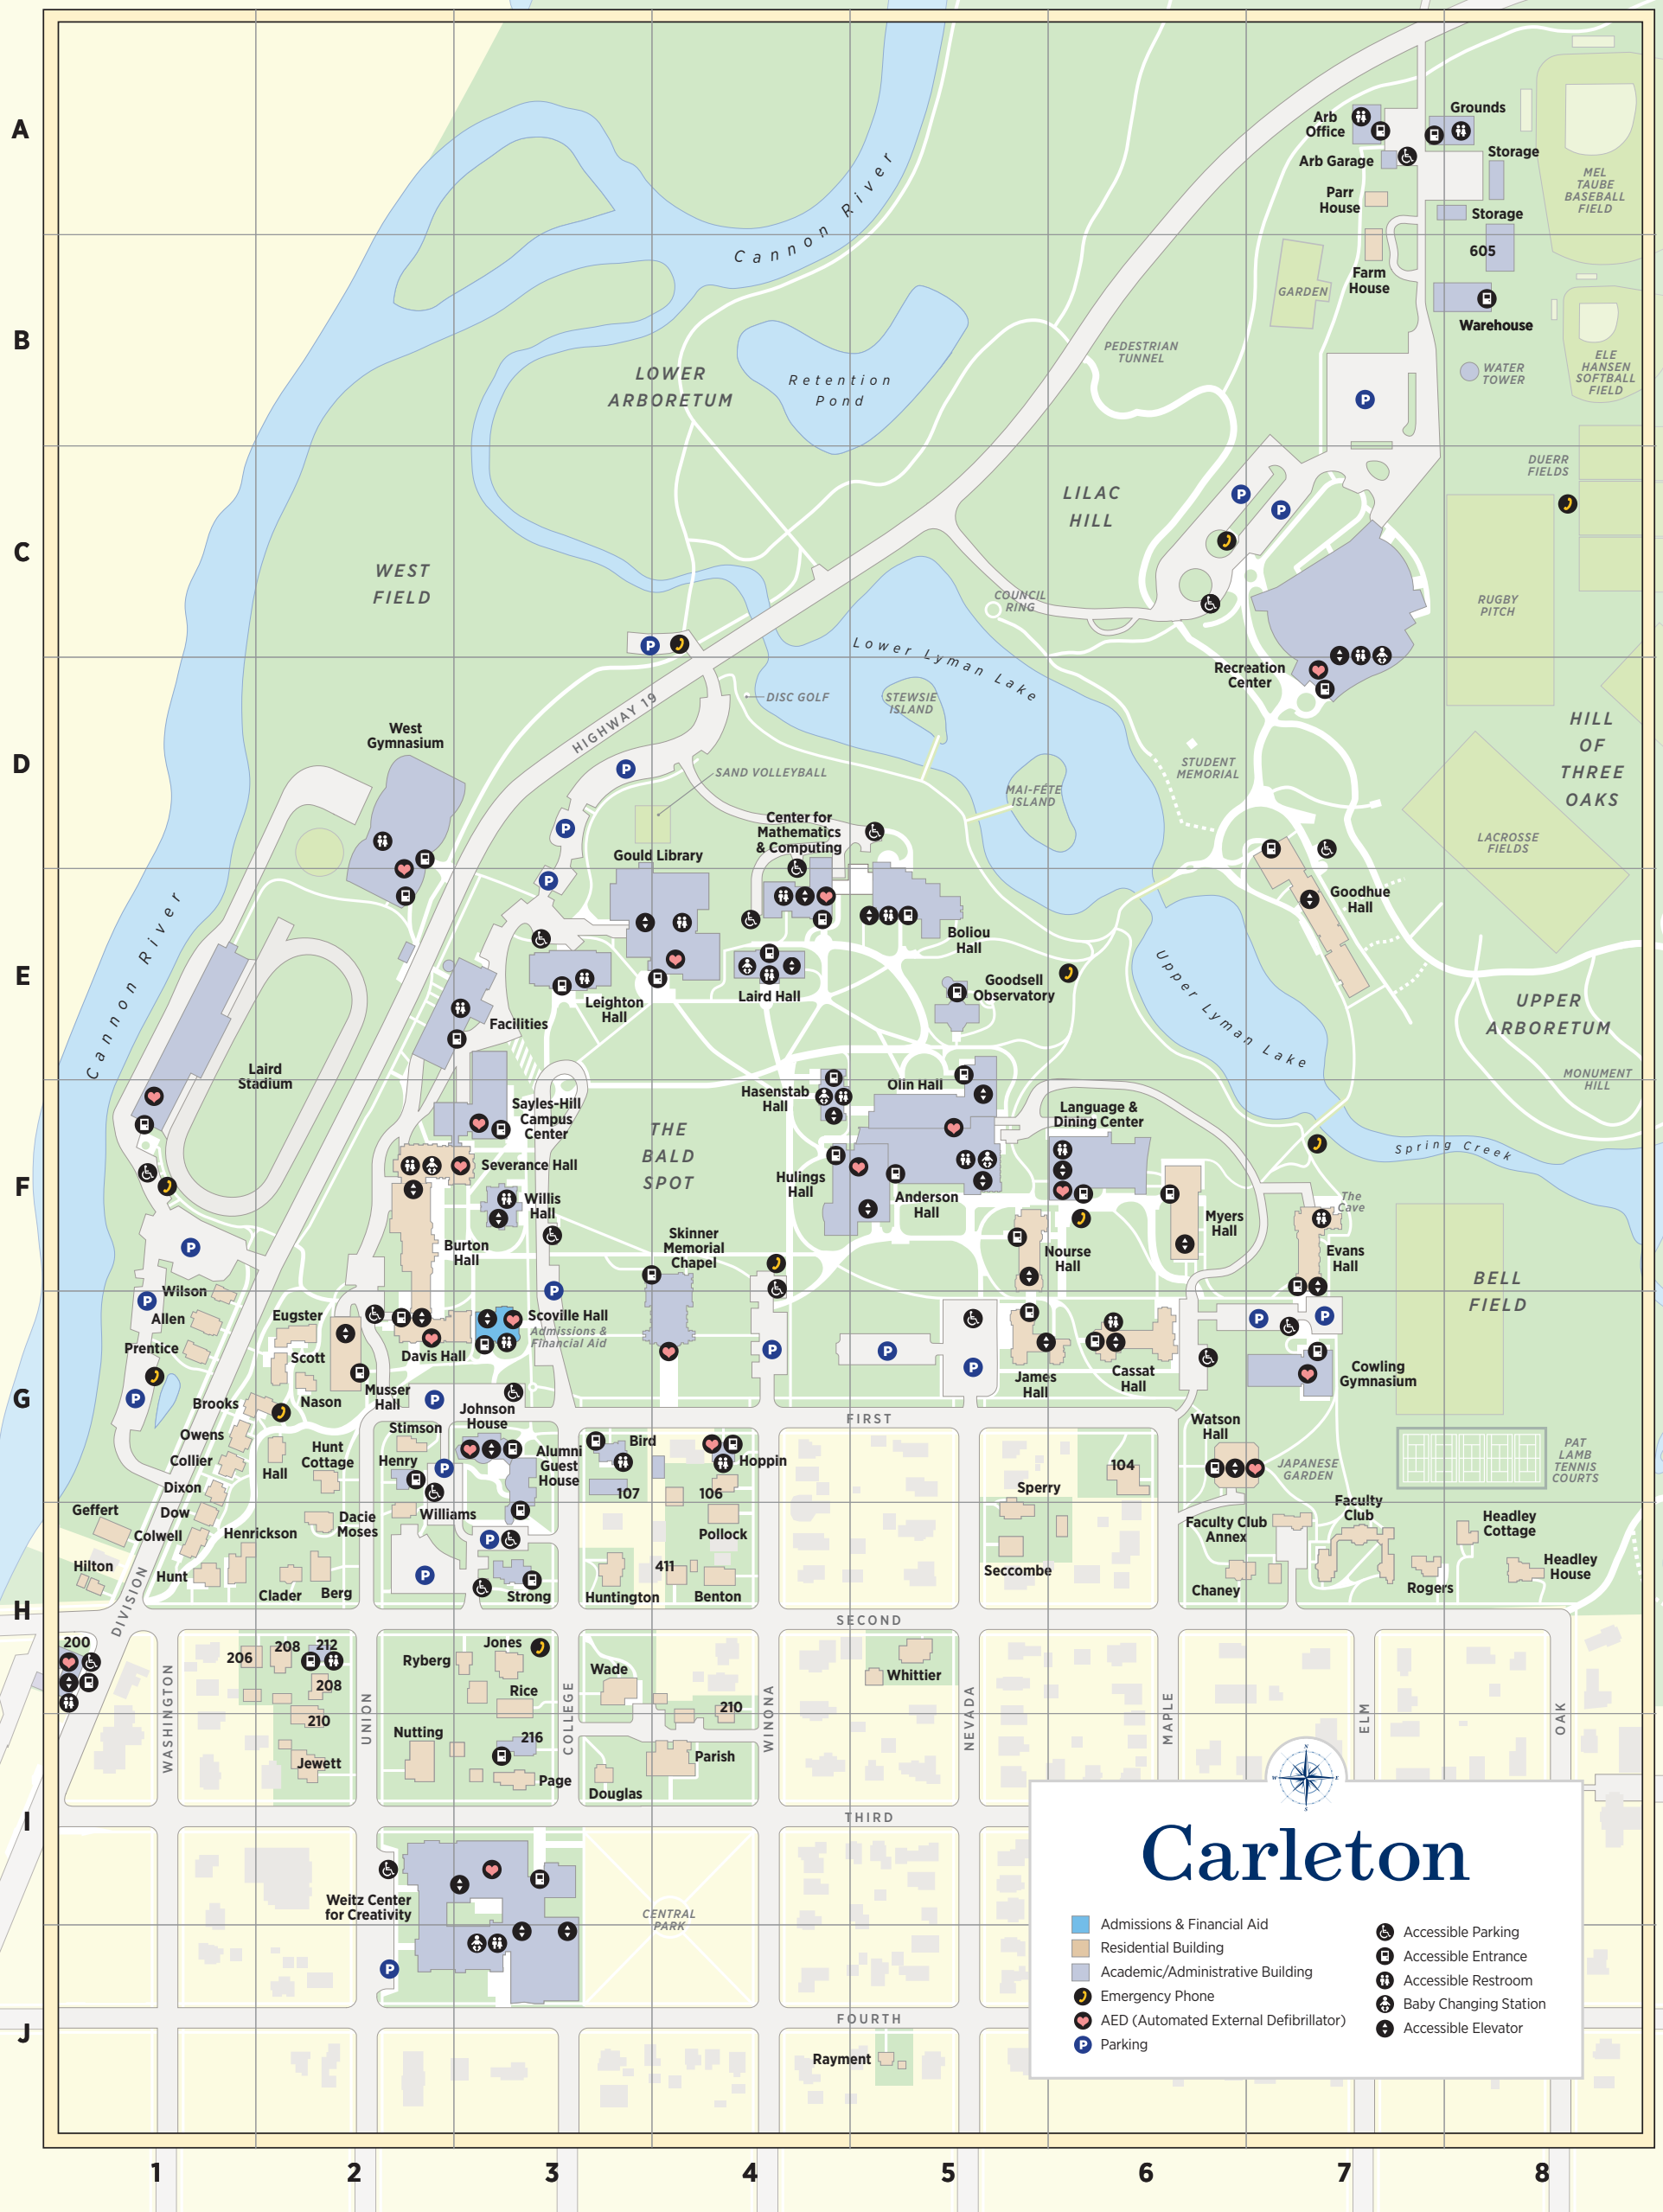 A
Arb
Office
Grounds
Arb Garage
Storage
Parr
House
MEL
TAUBE
BASEBALL
FIELD
Storage
Cannon River
605
Farm
House
GARDEN
Warehouse
B
PEDESTRIAN
TUNNEL
LOWER
ARBORETUM
Retention
Pond
WATER
TOWER
ELE
HANSEN
SOFTBALL
FIELD
P
DUERR
FIELDS
LILAC
HILL
P
P
C
WEST
FIELD
COUNCIL
RING
RUGBY
PITCH
P
Lower Lyman Lake
Recreation
Center
DISC GOLF
STEWSIE
ISLAND
HIGHWAY 19
West
Gymnasium
HILL
OF
THREE
OAKS
D
P
SAND VOLLEYBALL
STUDENT
MEMORIAL
MAI-FÉTE
ISLAND
P
Center for
Mathematics
& Computing
LACROSSE
FIELDS
Gould Library
P
Goodhue
Hall
Boliou
Hall
Cannon River
E
Leighton
Hall
Laird Hall
Goodsell
Observatory
Upper Lyman Lake
UPPER
ARBORETUM
Facilities
Laird
Stadium
MONUMENT
HILL
Olin Hall
Hasenstab
Hall
Sayles-Hill
Campus
Center
Language &
Dining Center
THE
BALD
SPOT
Spring Creek
F
Severance Hall
Hulings
Hall
Anderson
Hall
Willis
Hall
The
Cave
Myers
Hall
P
Burton
Hall
Skinner
Memorial
Chapel
Nourse
Hall
Evans
Hall
BELL
FIELD
P
Wilson
P
Allen
Eugster
Scoville Hall
Admissions &
Financial Aid
P
P
Prentice
Scott
Davis Hall
P
P
P
Cowling
Gymnasium
G
P
Nason
Musser
Hall
P
James
Hall
Cassat
Hall
Brooks
Johnson
House
FIRST
Watson
Hall
Owens
Stimson
Alumni
Guest
House
Bird
Collier
Hall
Hunt
Cottage
Henry
P
Hoppin
104
JAPANESE
GARDEN
PAT
LAMB
TENNIS
COURTS
Dixon
107
106
Sperry
Geffert
Dow
Dacie
Moses
Williams
Faculty
Club
Faculty Club
Annex
Headley
Cottage
Colwell
Henrickson
P
Pollock
Hilton
Hunt
P
411
Seccombe
Headley
House
Clader
Berg
Strong
Huntington
Benton
Chaney
Rogers
H
DIVISION
SECOND
200
206
208
212
Jones
Ryberg
Wade
Whittier
208
Rice
210
210
WASHINGTON
UNION
COLLEGE
WINONA
NEVADA
MAPLE
ELM
OAK
Nutting
216
Jewett
Parish
Page
Douglas
I
THIRD
Weitz Center
for Creativity
CENTRAL
PARK
P
J
FOURTH
Rayment
N
E
S
W
Carleton
Admissions & Financial Aid
Residential Building
Academic/Administrative Building
Emergency Phone
AED (Automated External Defibrillator)
P Parking
Accessible Parking
Accessible Entrance
Accessible Restroom
Baby Changing Station
Accessible Elevator
1 2 3 4 5 6 7 8